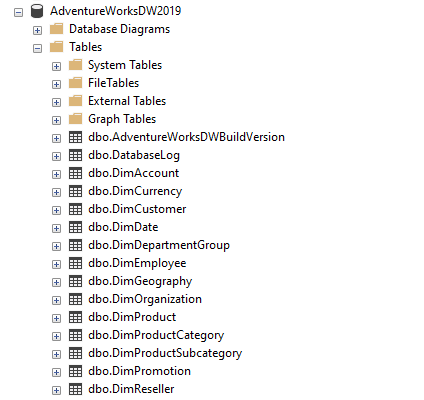 AdventureWorksDW2019
Database Diagrams
Tables
System Tables
FileTables
External Tables
Graph Tables
dbo.AdventureWorksDWBuildVersion
dbo.DatabaseLog
dbo.DimAccount
dbo.DimCurrency
dbo.DimCustomer
dbo.DimDate
dbo.DimDepartmentGroup
dbo.DimEmployee
dbo.DimGeography
dbo.DimOrganization
dbo.DimProduct
dbo.DimProductCategory
dbo.DimProductSubcategory
dbo.DimPromotion
dbo.DimReseller